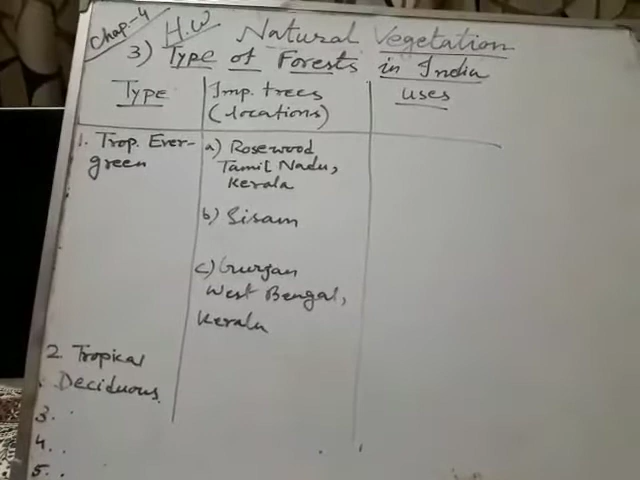 Chap.-4
H.W
Natural Vegetation
3) Type of Forests in India
Type
Imp. trees
(locations)
uses
1. Trop. Ever-
green
a) Rosewood
Tamil Nadu,
Kerala
b) Sisam
c) Gurjan
West Bengal,
Kerala
2. Tropical
Deciduous.
3. .
4. .
5. .